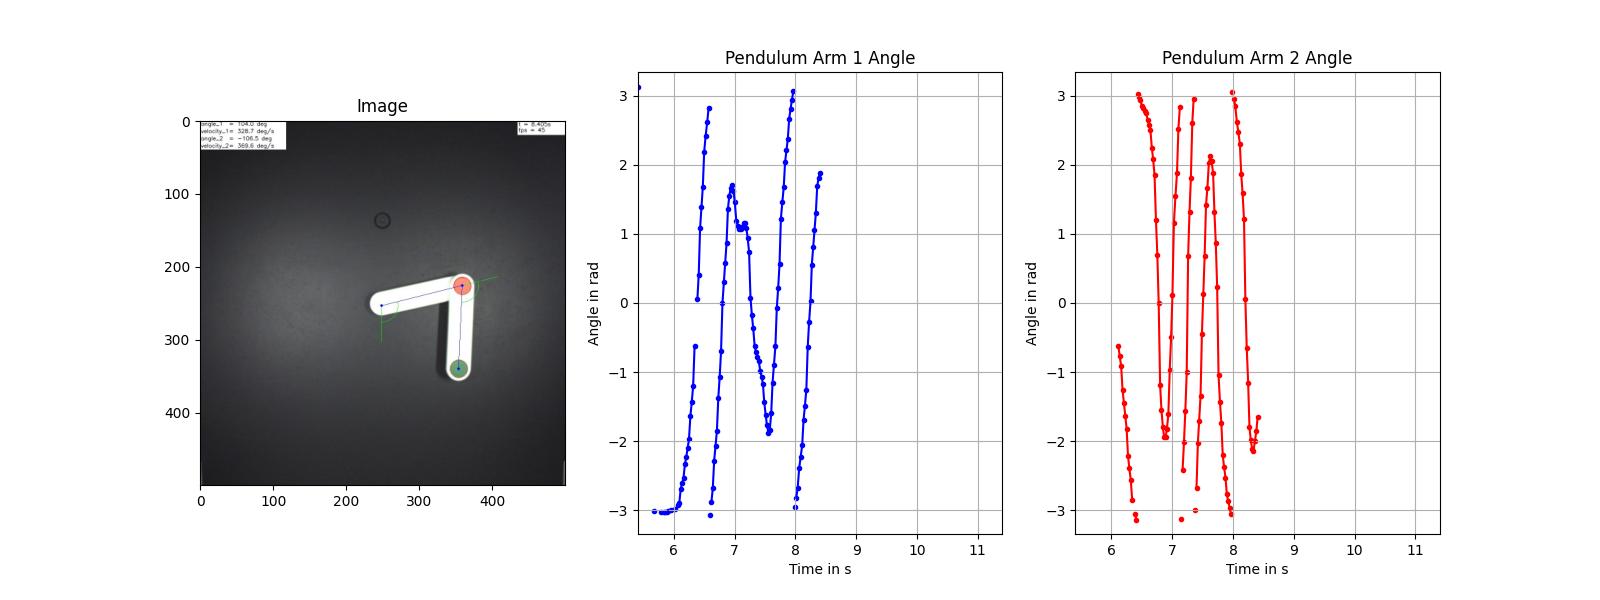 Image
angle_1 = 104.0 deg
velocity_1= 328.7 deg/s
angle_2 = -106.5 deg
velocity_2= 369.6 deg/s
t = 8.405s
fps = 45
0
100
200
300
400
0 100 200 300 400
Pendulum Arm 1 Angle
Angle in rad
3
2
1
0
−1
−2
−3
6 7 8 9 10 11
Time in s
Pendulum Arm 2 Angle
Angle in rad
3
2
1
0
−1
−2
−3
6 7 8 9 10 11
Time in s